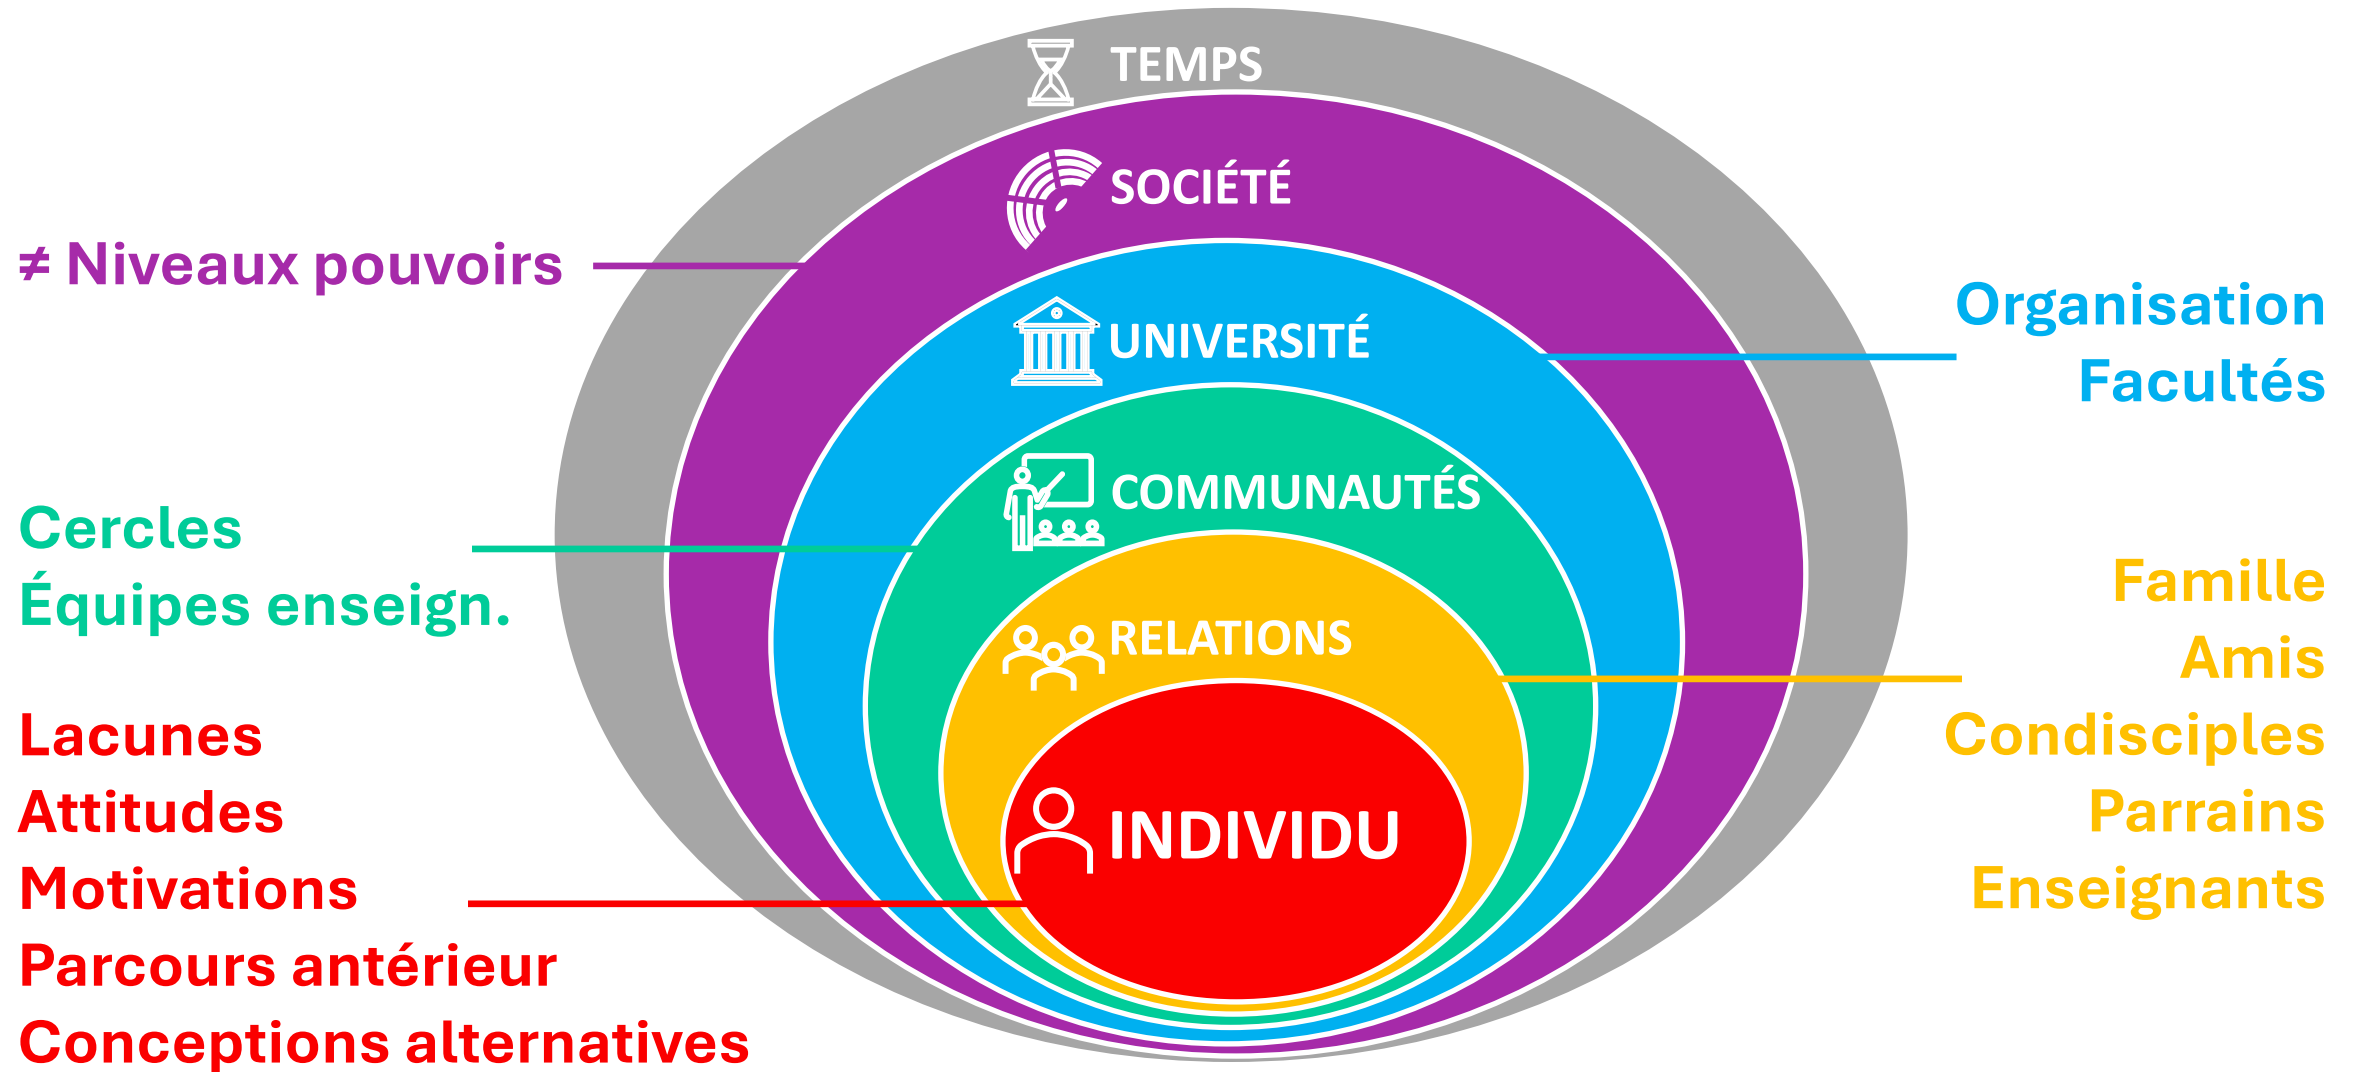 TEMPS
SOCIÉTÉ
≠ Niveaux pouvoirs
UNIVERSITÉ
Organisation
Facultés
COMMUNAUTÉS
Cercles
Équipes enseign.
RELATIONS
Famille
Amis
Condisciples
Parrains
Enseignants
INDIVIDU
Lacunes
Attitudes
Motivations
Parcours antérieur
Conceptions alternatives